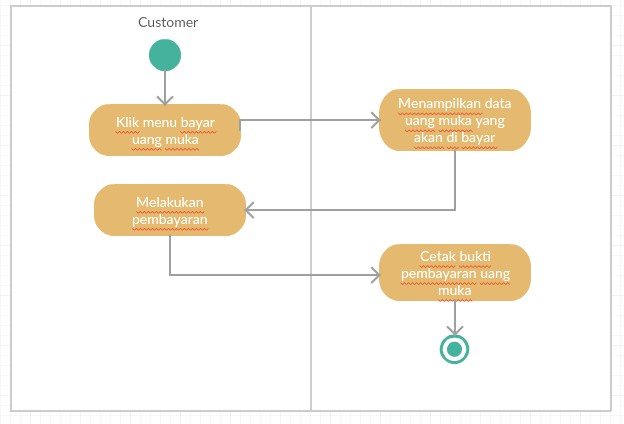 Customer
Klik menu bayar
uang muka
Menampilkan data
uang muka yang
akan di bayar
Melakukan
pembayaran
Cetak bukti
pembayaran uang
muka